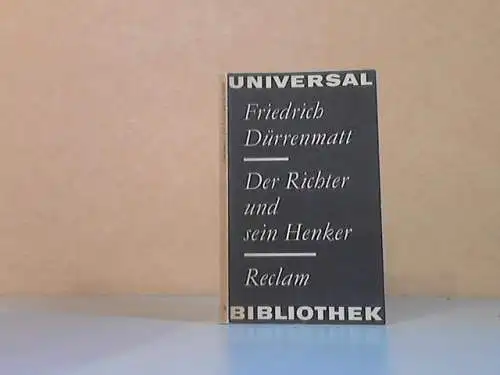 UNIVERSAL
Friedrich
Dürrenmatt
Der Richter
und
sein Henker
Reclam
BIBLIOTHEK